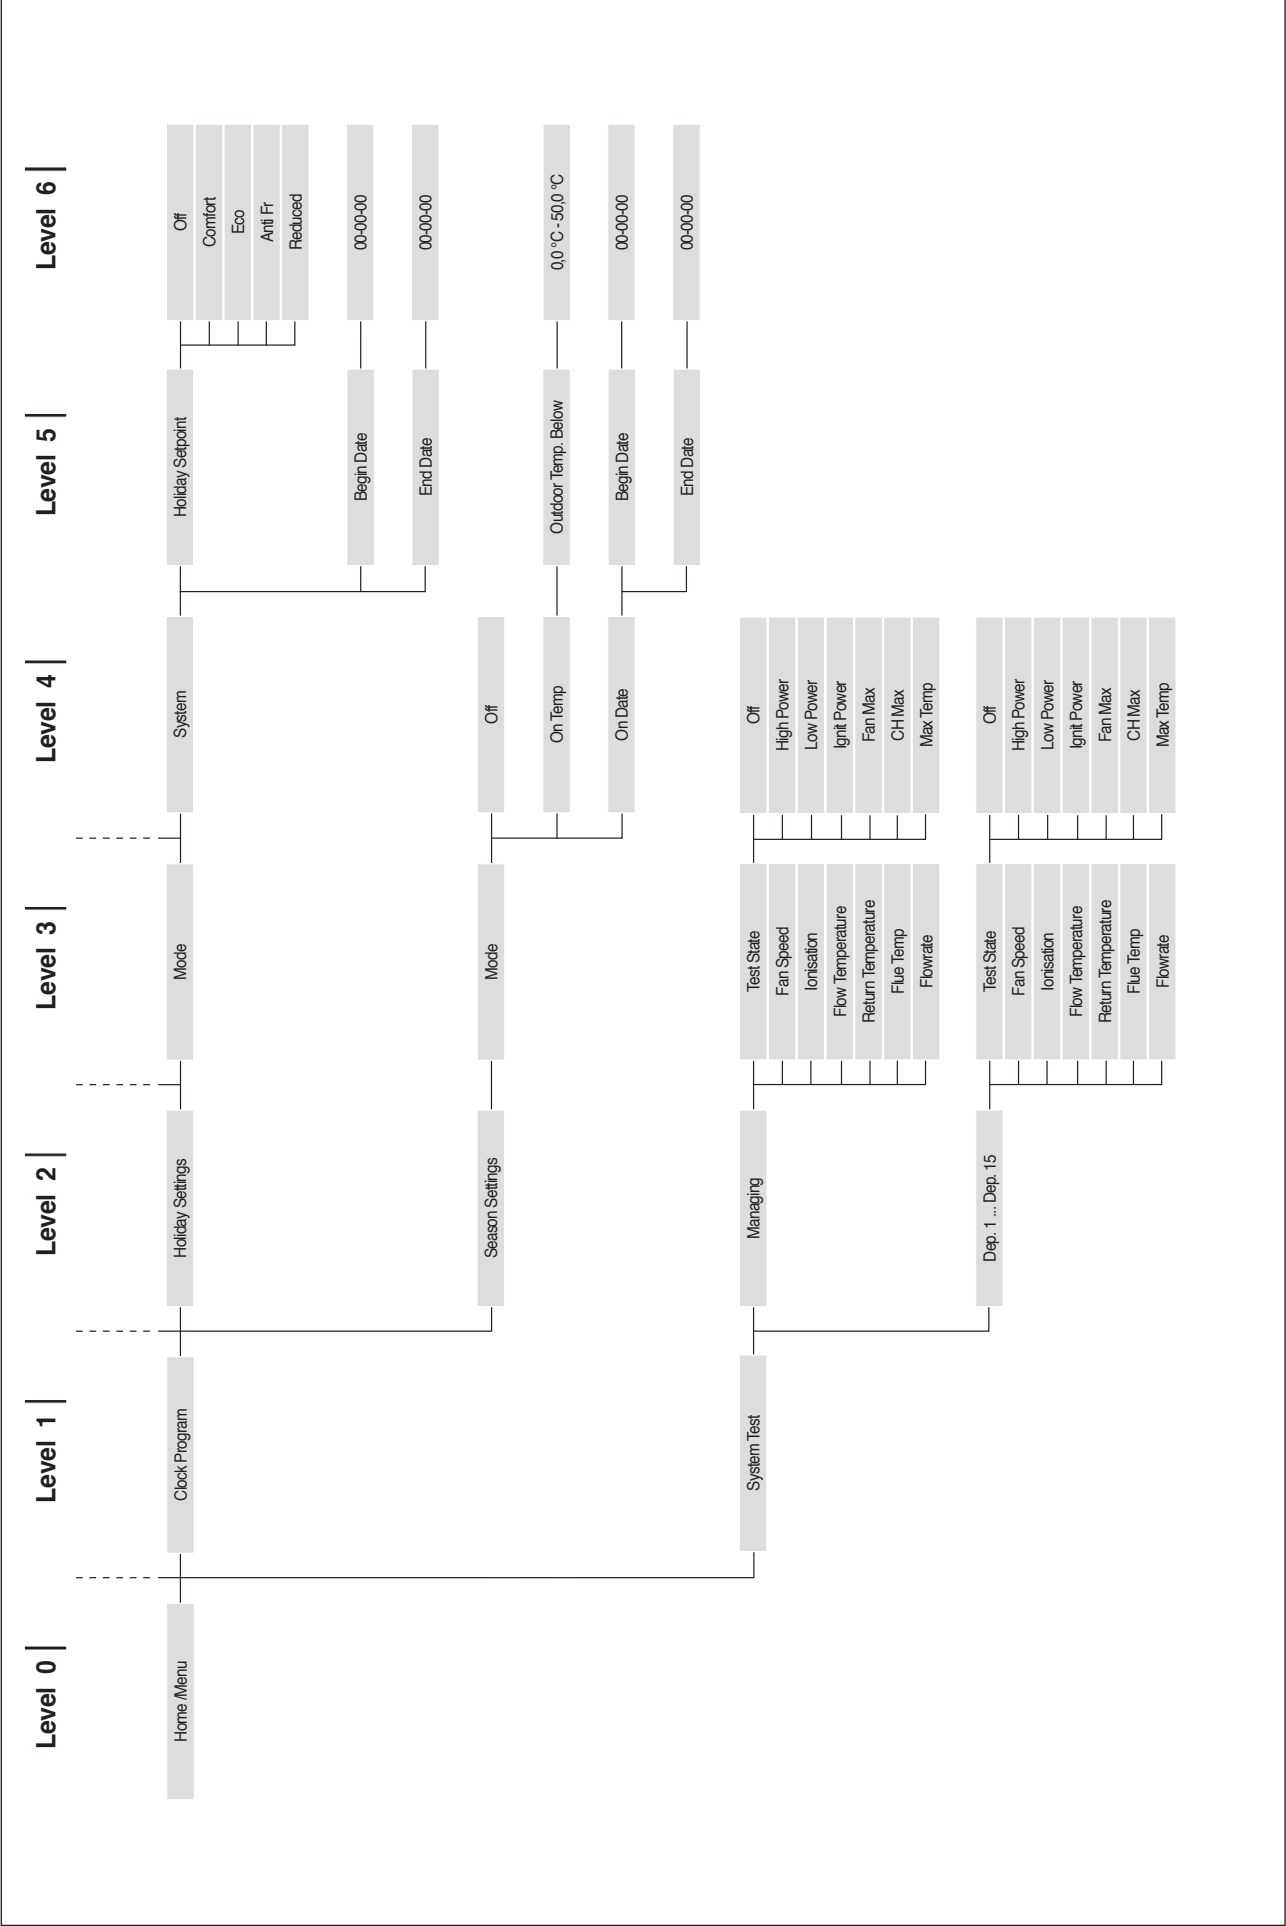 Level 0
Level 1
Level 2
Level 3
Level 4
Level 5
Level 6
Home /Menu
Clock Program
Holiday Settings
Mode
System
Holiday Setpoint
Off
Comfort
Eco
Anti Fr
Reduced
Begin Date
00-00-00
End Date
00-00-00
Season Settings
Mode
Off
On Temp
Outdoor Temp. Below
0,0 °C - 50,0 °C
On Date
Begin Date
00-00-00
End Date
00-00-00
System Test
Managing
Test State
Off
Fan Speed
High Power
Ionisation
Low Power
Flow Temperature
Ignit Power
Return Temperature
Fan Max
Flue Temp
CH Max
Flowrate
Max Temp
Dep. 1 ... Dep. 15
Test State
Off
Fan Speed
High Power
Ionisation
Low Power
Flow Temperature
Ignit Power
Return Temperature
Fan Max
Flue Temp
CH Max
Flowrate
Max Temp